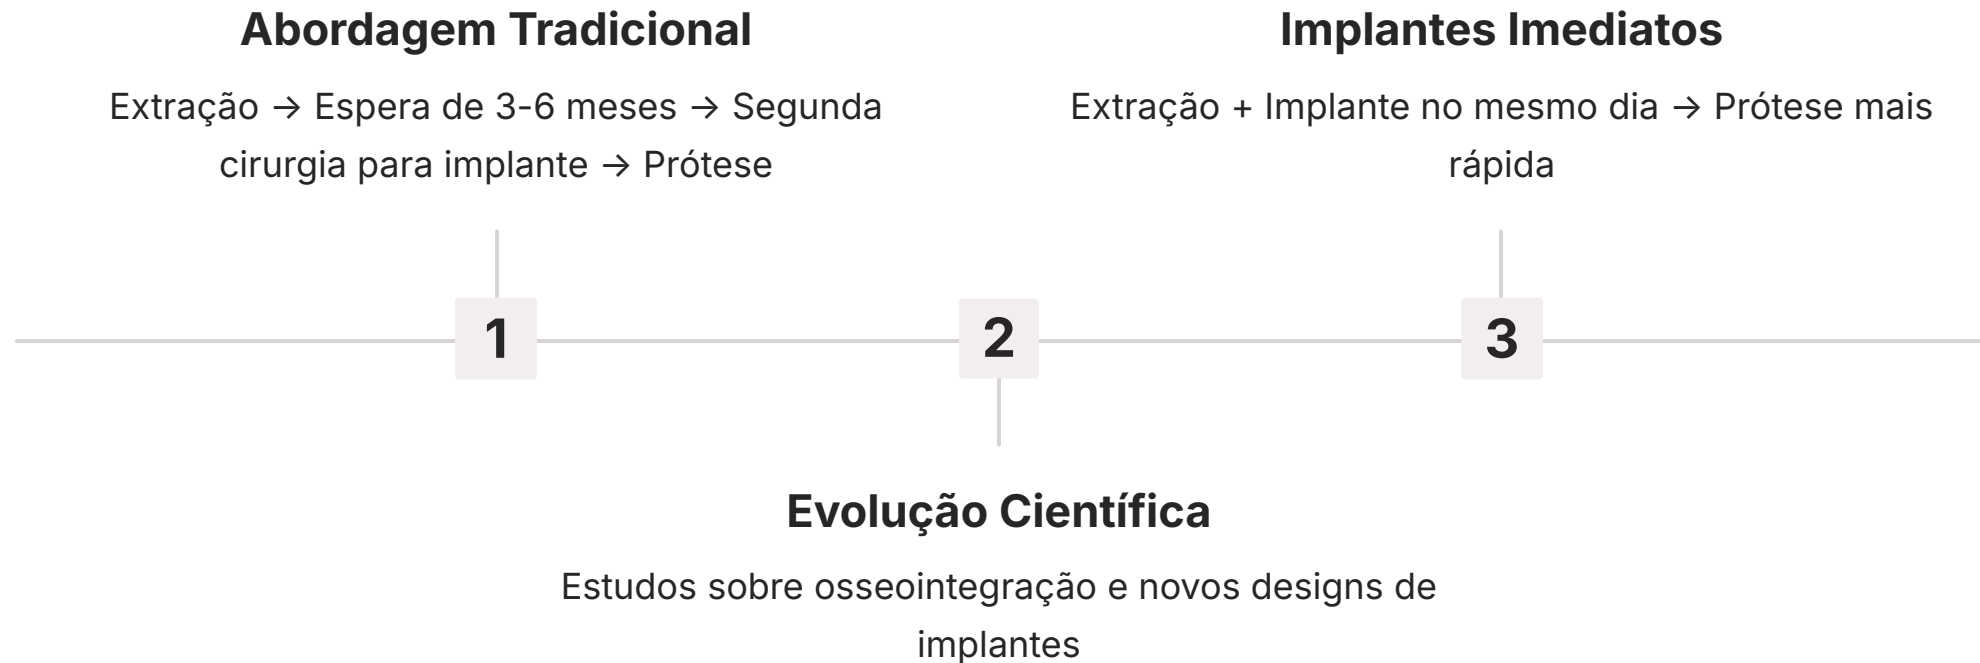 Abordagem Tradicional
Extração → Espera de 3-6 meses → Segunda
cirurgia para implante → Prótese
Implantes Imediatos
Extração + Implante no mesmo dia → Prótese mais
rápida
1
2
3
Evolução Científica
Estudos sobre osseointegração e novos designs de
implantes